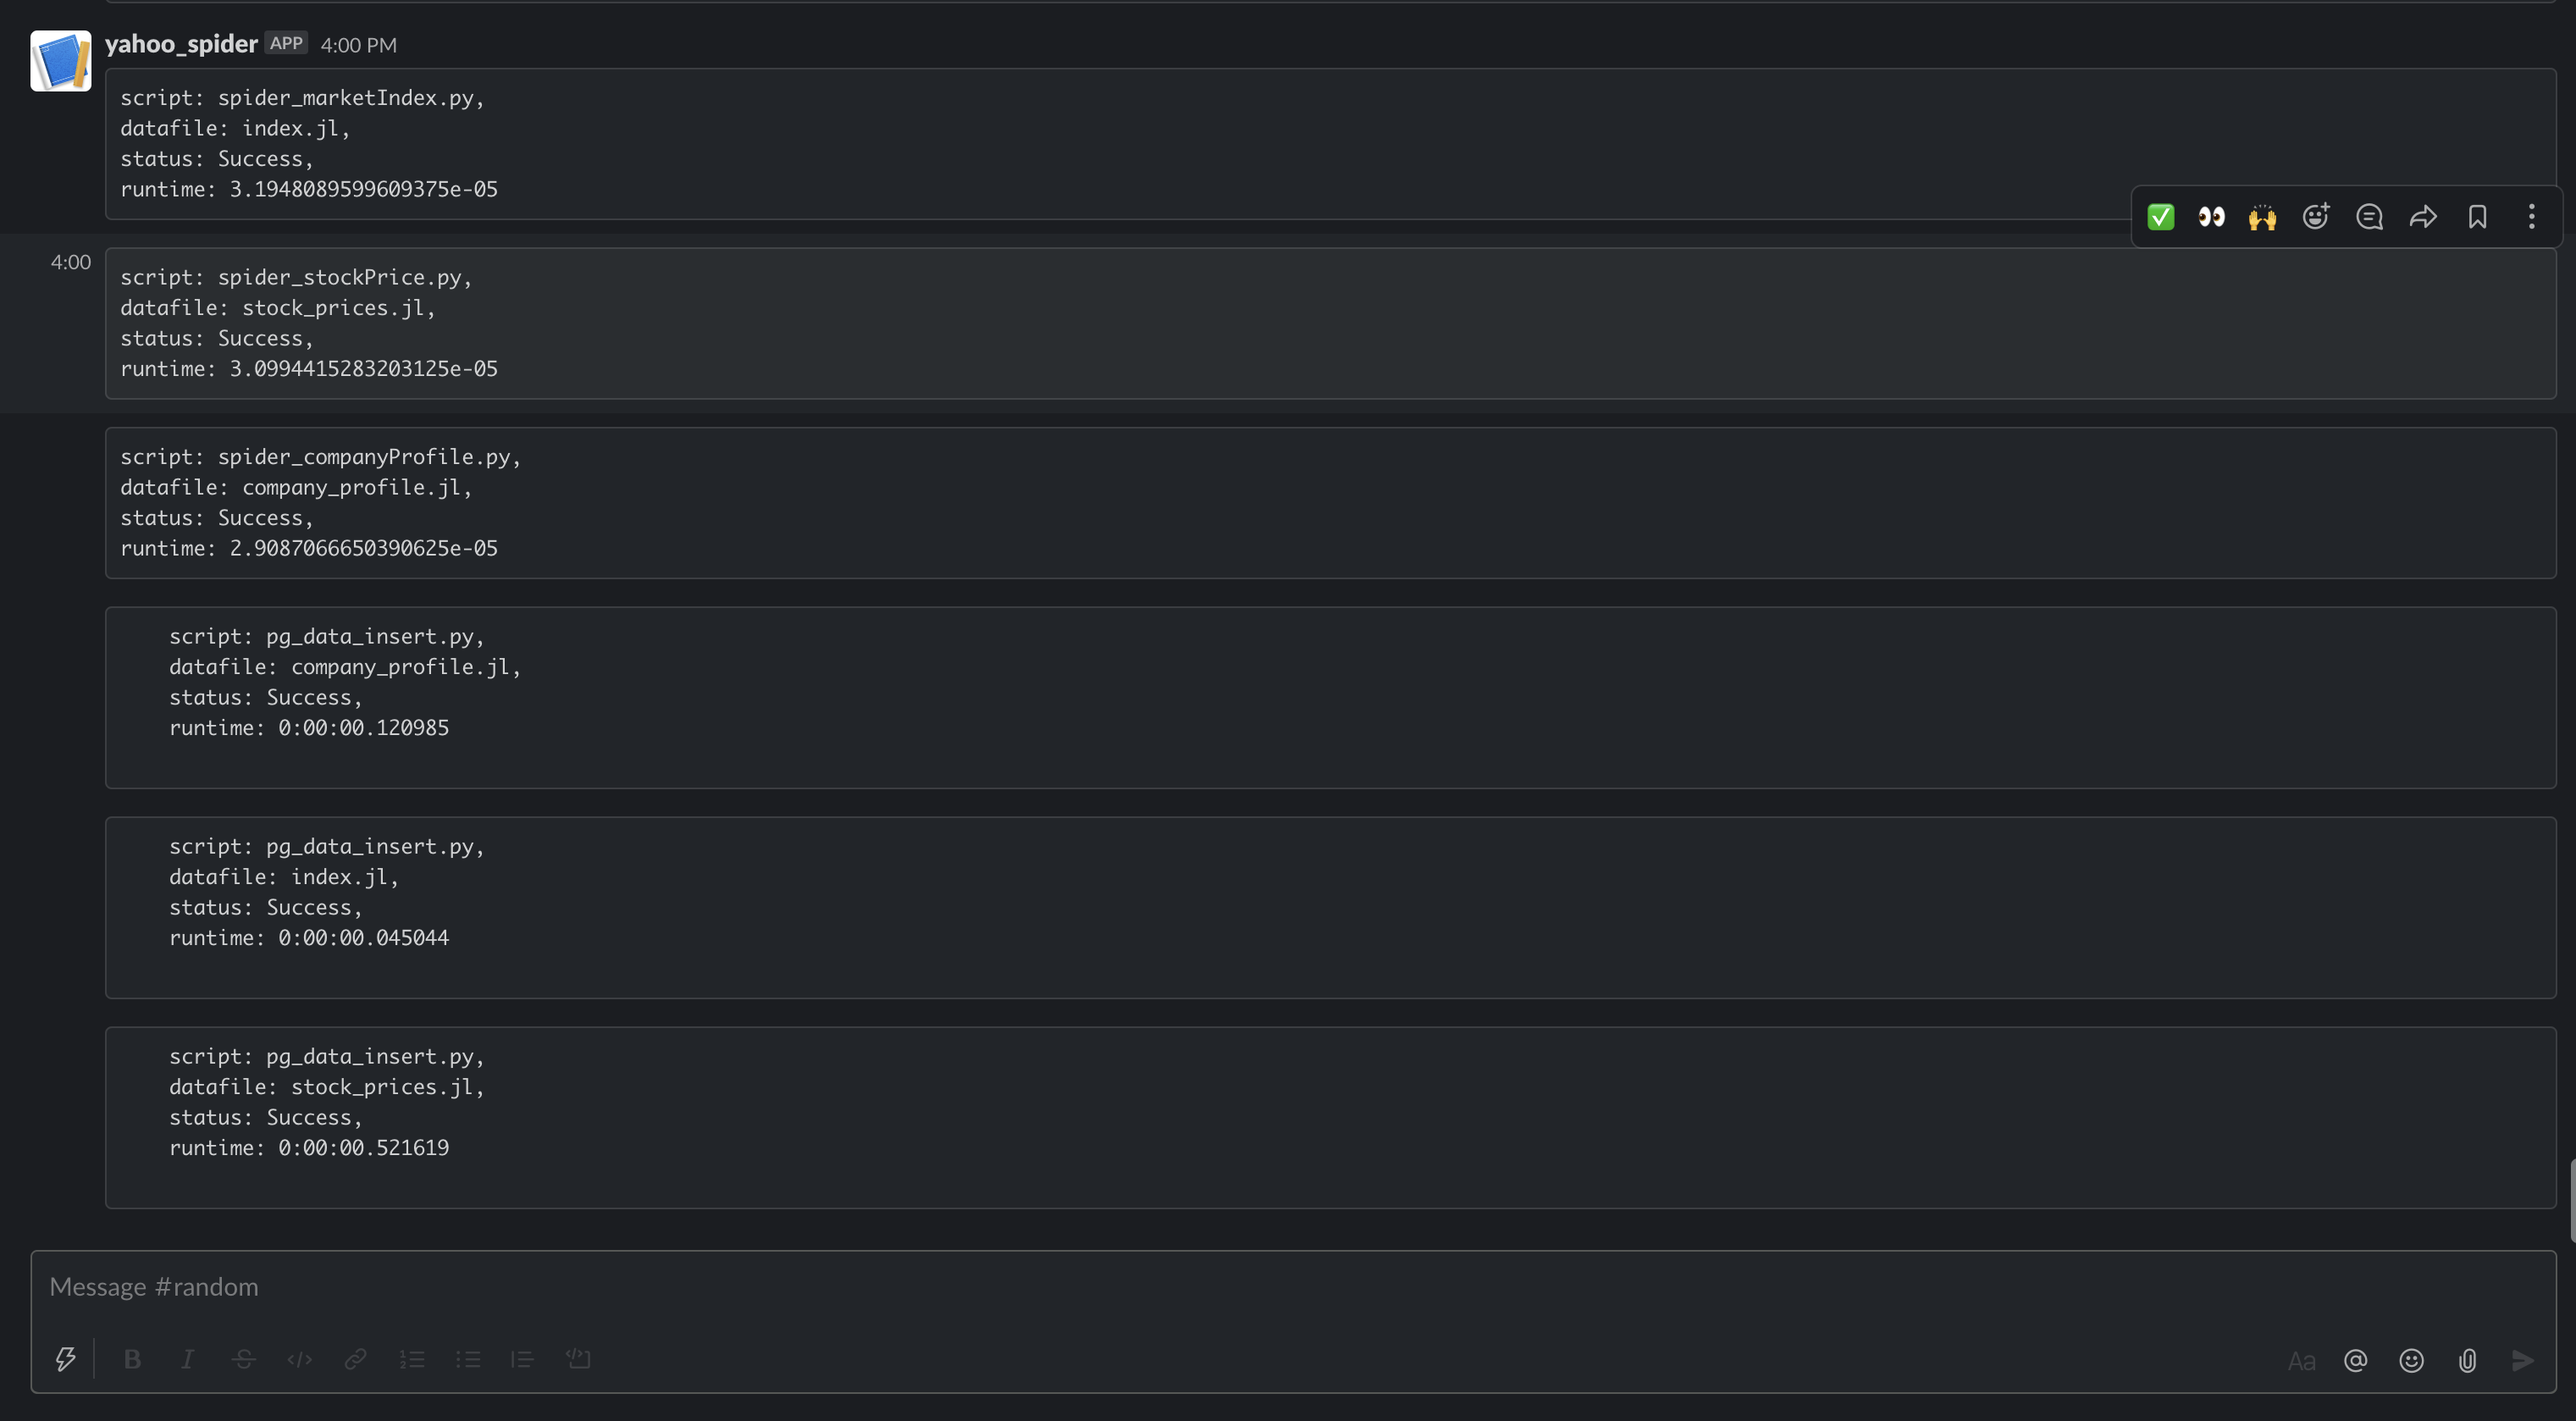 yahoo_spider APP 4:00 PM
script: spider_marketIndex.py,
datafile: index.jl,
status: Success,
runtime: 3.1948089599609375e-05
4:00
script: spider_stockPrice.py,
datafile: stock_prices.jl,
status: Success,
runtime: 3.0994415283203125e-05
script: spider_companyProfile.py,
datafile: company_profile.jl,
status: Success,
runtime: 2.9087066650390625e-05
script: pg_data_insert.py,
datafile: company_profile.jl,
status: Success,
runtime: 0:00:00.120985
script: pg_data_insert.py,
datafile: index.jl,
status: Success,
runtime: 0:00:00.045044
script: pg_data_insert.py,
datafile: stock_prices.jl,
status: Success,
runtime: 0:00:00.521619
Message #random
B I S </> Aa @